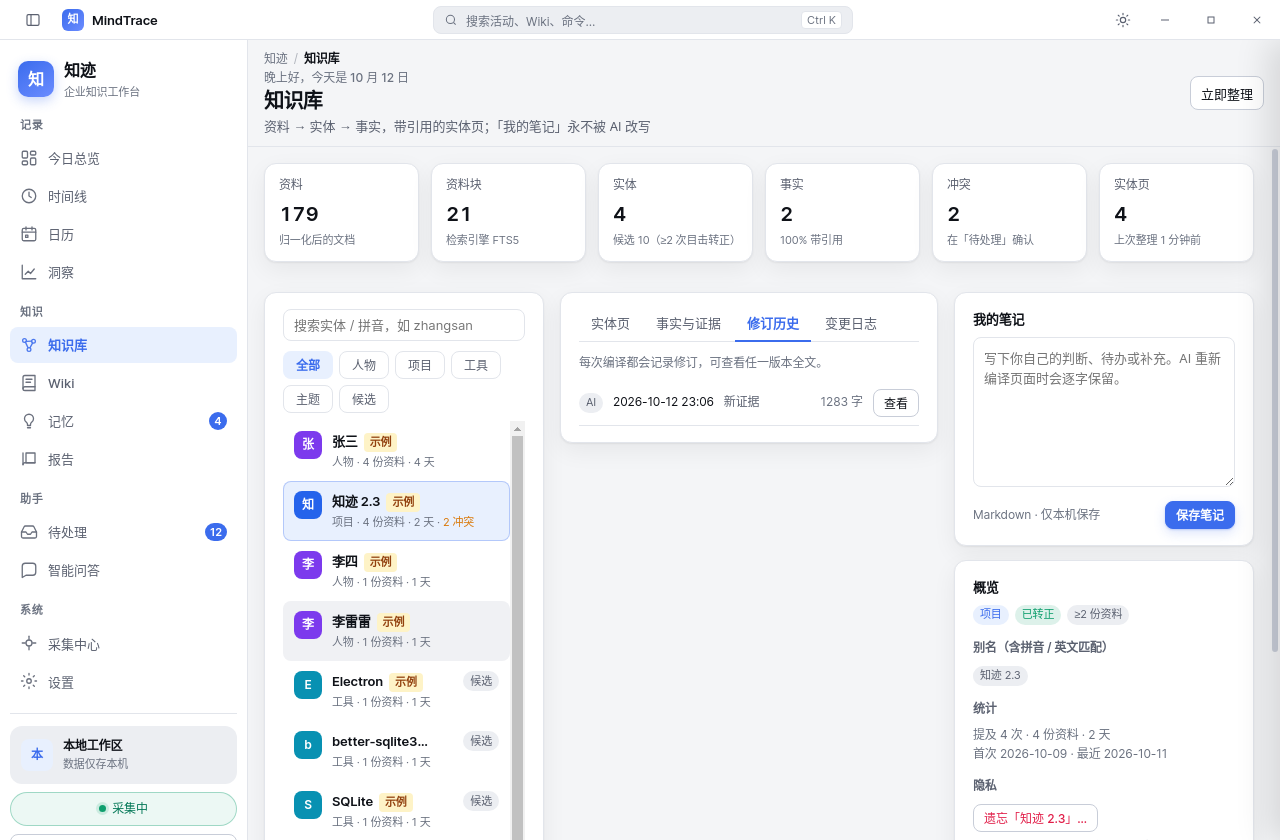 知 MindTrace
搜索活动、Wiki、命令... Ctrl K
知 知迹
企业知识工作台
记录
今日总览
时间线
日历
洞察
知识
知识库
Wiki
记忆 4
报告
助手
待处理 12
智能问答
系统
采集中心
设置
本 本地工作区
数据仅存本机
采集中
知迹 / 知识库
晚上好，今天是 10 月 12 日
知识库
资料 → 实体 → 事实，带引用的实体页；「我的笔记」永不被 AI 改写
立即整理
资料
179
归一化后的文档
资料块
21
检索引擎 FTS5
实体
4
候选 10（≥2 次目击转正）
事实
2
100% 带引用
冲突
2
在「待处理」确认
实体页
4
上次整理 1 分钟前
搜索实体 / 拼音，如 zhangsan
全部 人物 项目 工具
主题 候选
张 张三 示例
人物 · 4 份资料 · 4 天
知 知迹 2.3 示例
项目 · 4 份资料 · 2 天 · 2 冲突
李 李四 示例
人物 · 1 份资料 · 1 天
李 李雷雷 示例
人物 · 1 份资料 · 1 天
E Electron 示例 候选
工具 · 1 份资料 · 1 天
b better-sqlite3... 候选
工具 · 1 份资料 · 1 天
S SQLite 示例 候选
工具 · 1 份资料 · 1 天
实体页 事实与证据 修订历史 变更日志
每次编译都会记录修订，可查看任一版本全文。
AI 2026-10-12 23:06 新证据 1283 字 查看
我的笔记
写下你自己的判断、待办或补充。AI 重新
编译页面时会逐字保留。
Markdown · 仅本机保存 保存笔记
概览
项目 已转正 ≥2 份资料
别名（含拼音 / 英文匹配）
知迹 2.3
统计
提及 4 次 · 4 份资料 · 2 天
首次 2026-10-09 · 最近 2026-10-11
隐私
遗忘「知迹 2.3」...